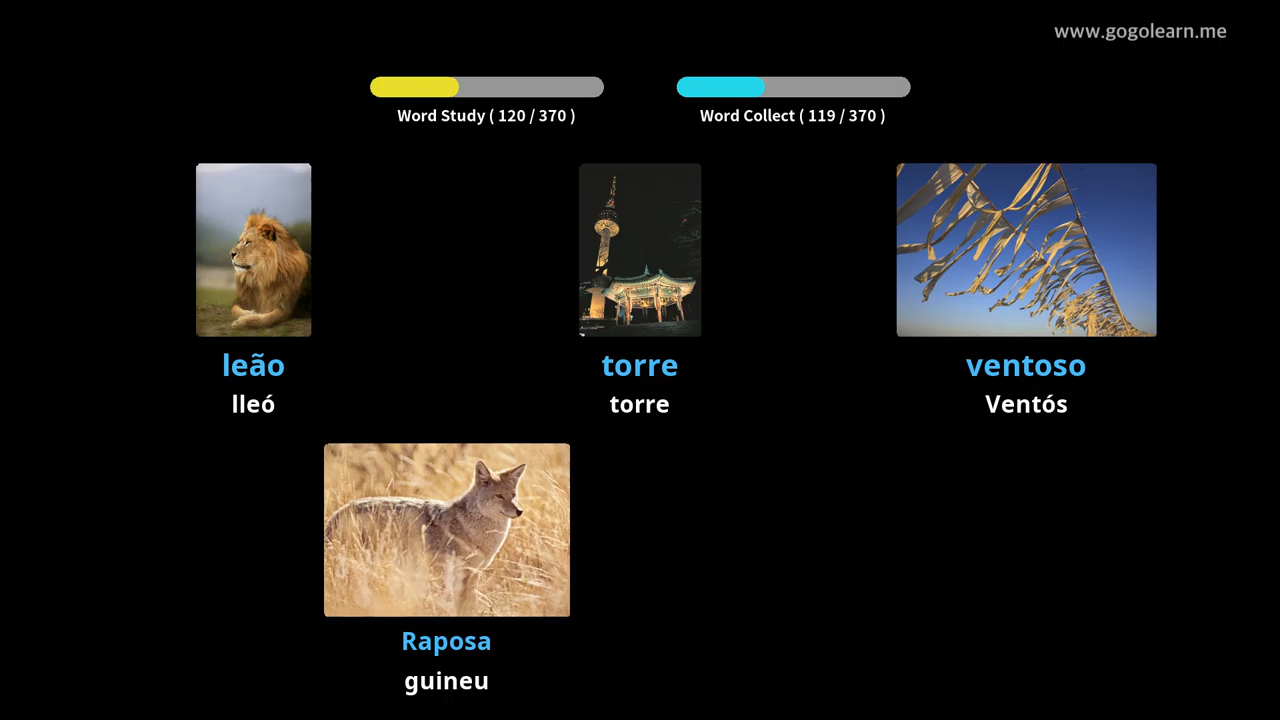 www.gogolearn.me
Word Study ( 120 / 370 )
Word Collect ( 119 / 370 )
leão
lleó
torre
torre
ventoso
Ventós
Raposa
guineu